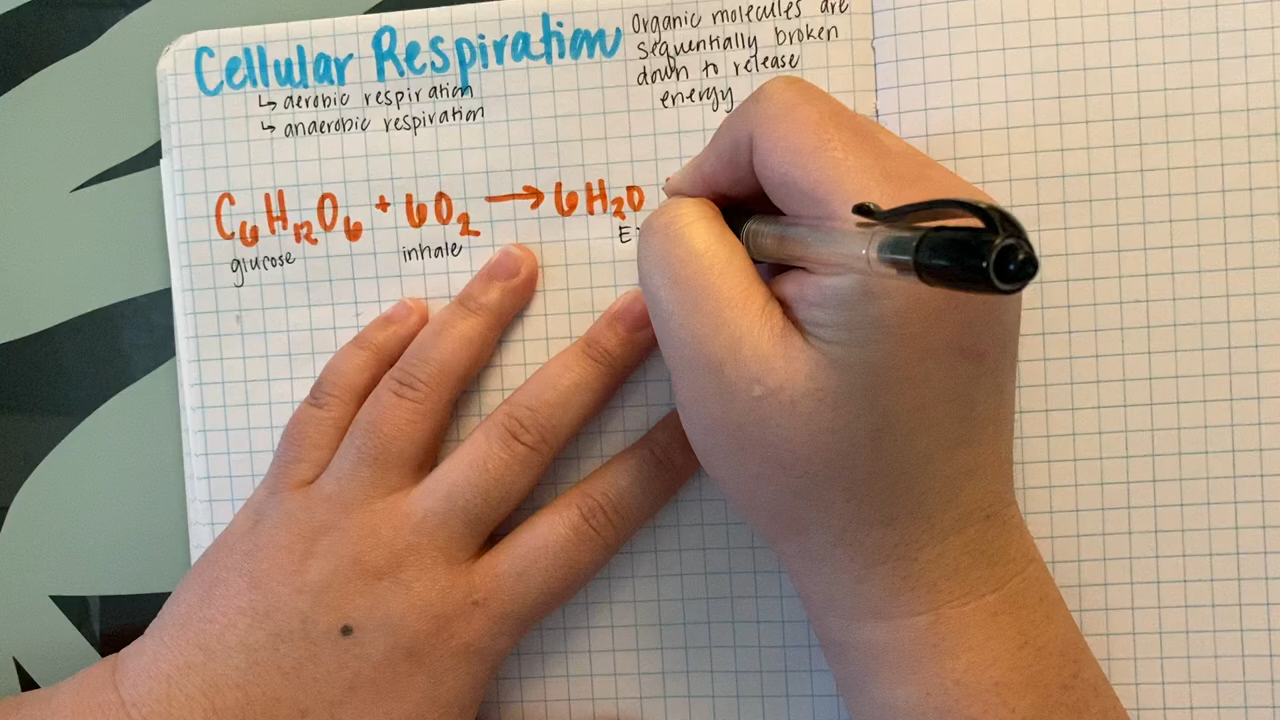 Cellular Respiration
↳ aerobic respiration
↳ anaerobic respiration
Organic molecules are
sequentially broken
down to release
energy
C₆H₁₂O₆ + 6O₂ → 6H₂O
glucose
inhale